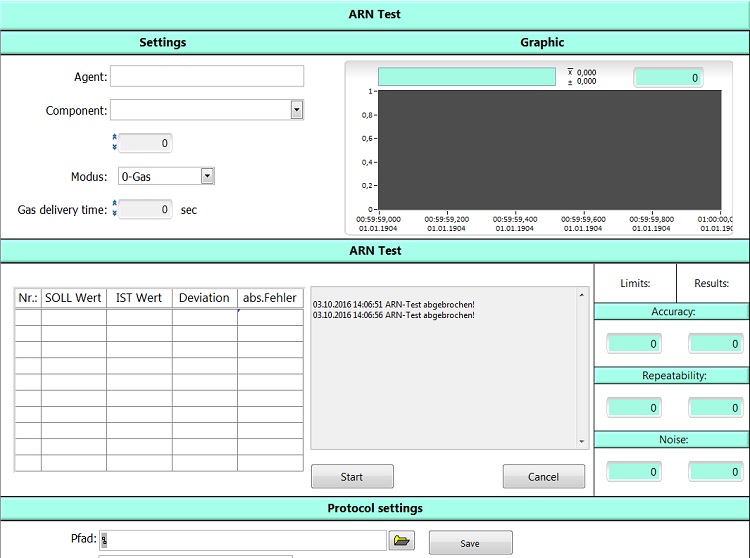 ARN Test
Settings
Graphic
Agent:
Component:
0
Modus: 0-Gas
Gas delivery time: 0 sec
x 0,000
± 0,000
0
1-
0,8-
0,6-
0,4-
0,2-
0-
00:59:59,000 00:59:59,200 00:59:59,400 00:59:59,600 00:59:59,800 01:00:00,0
01.01.1904 01.01.1904 01.01.1904 01.01.1904 01.01.1904 01.01.190
ARN Test
Nr.: SOLL Wert IST Wert Deviation abs.Fehler
03.10.2016 14:06:51 ARN-Test abgebrochen!
03.10.2016 14:06:56 ARN-Test abgebrochen!
Start Cancel
Limits: Results:
Accuracy:
0 0
Repeatability:
0 0
Noise:
0 0
Protocol settings
Pfad:
Save